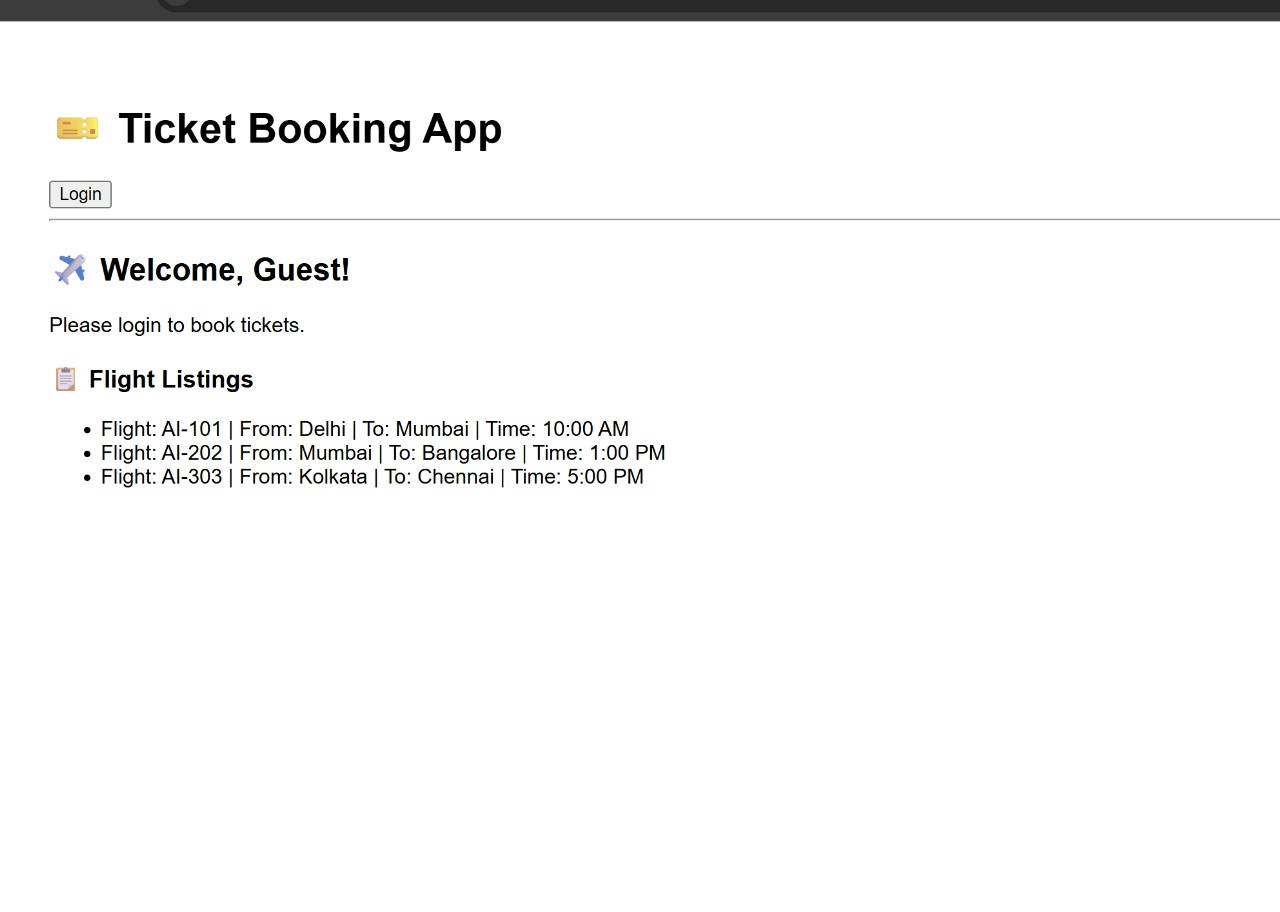 Ticket Booking App
Login
Welcome, Guest!
Please login to book tickets.
Flight Listings
• Flight: AI-101 | From: Delhi | To: Mumbai | Time: 10:00 AM
• Flight: AI-202 | From: Mumbai | To: Bangalore | Time: 1:00 PM
• Flight: AI-303 | From: Kolkata | To: Chennai | Time: 5:00 PM